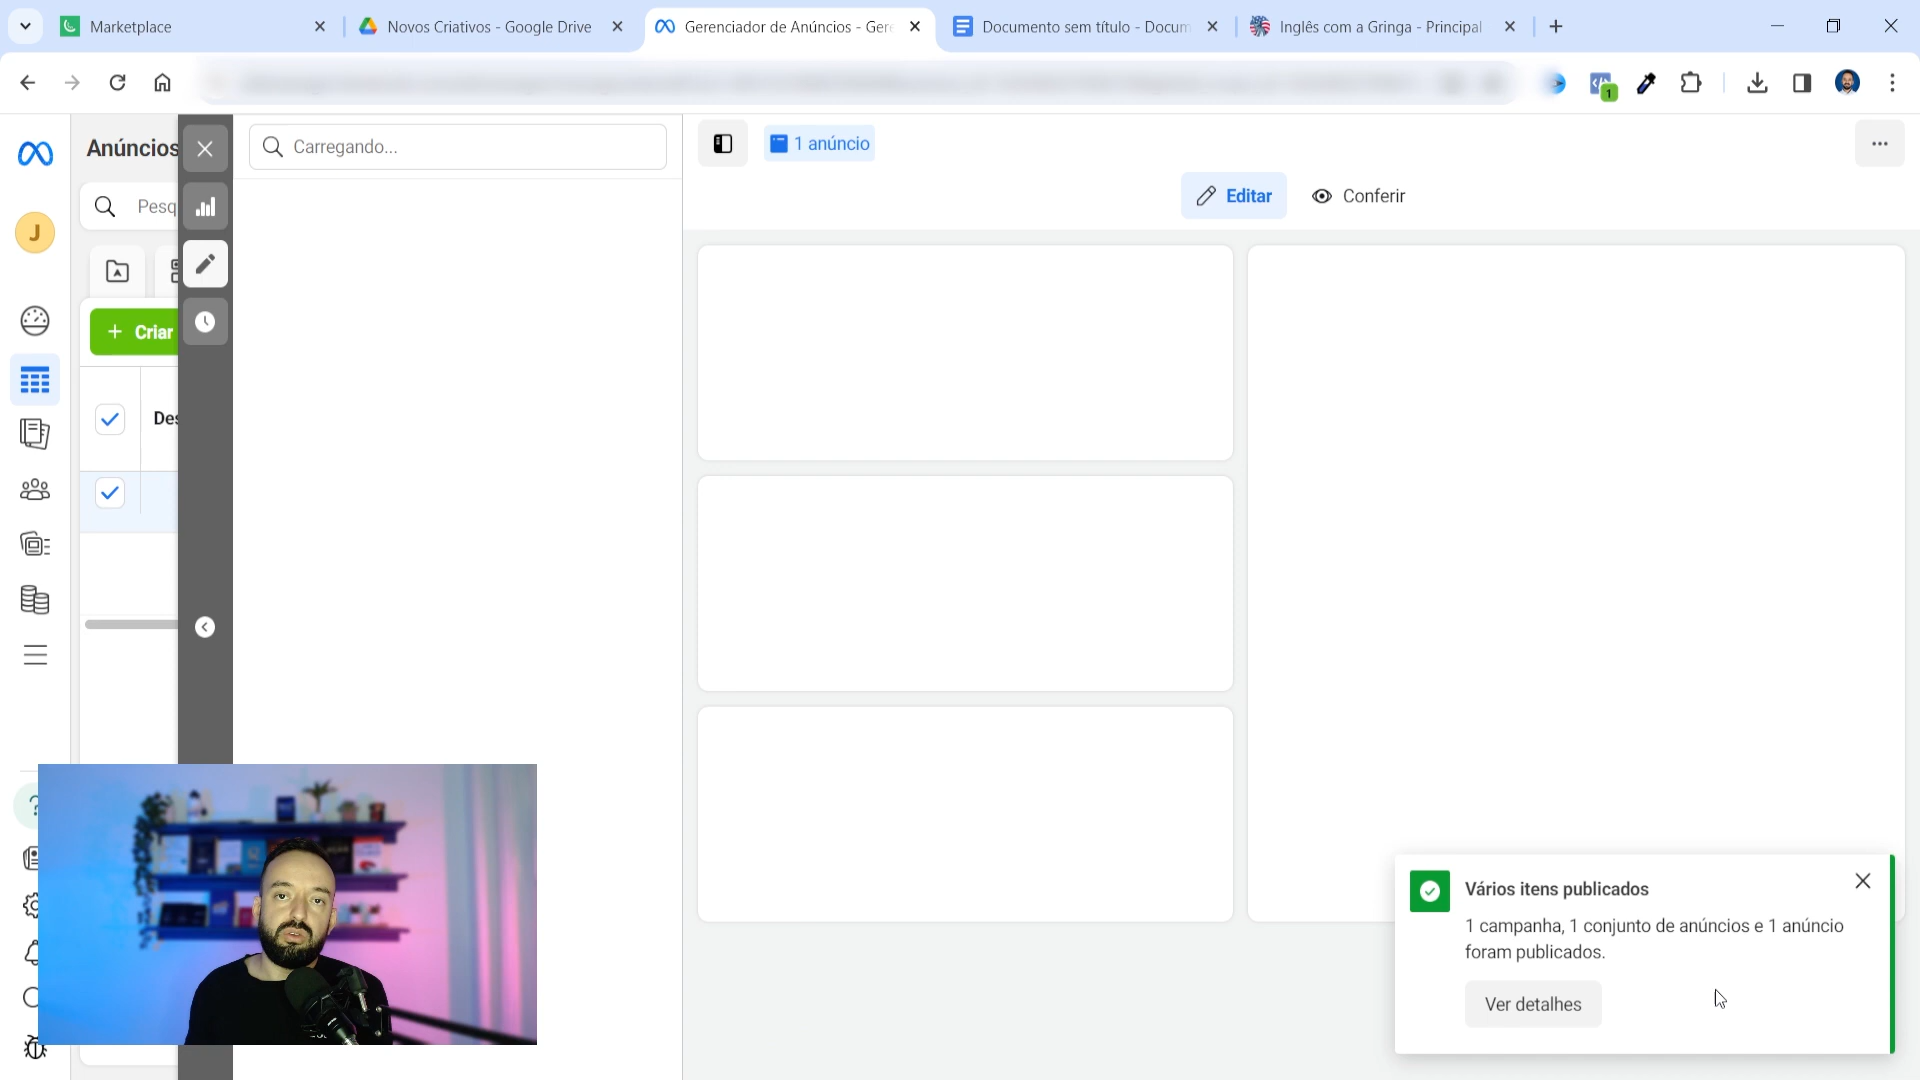 Marketplace
Novos Criativos - Google Drive
Gerenciador de Anúncios - Gere
Documento sem título - Docum
Inglês com a Gringa - Principal
1
Anúncios
Carregando...
1 anúncio
J
Pesq
Editar
Conferir
+ Criar
Des
Vários itens publicados
1 campanha, 1 conjunto de anúncios e 1 anúncio
foram publicados.
Ver detalhes